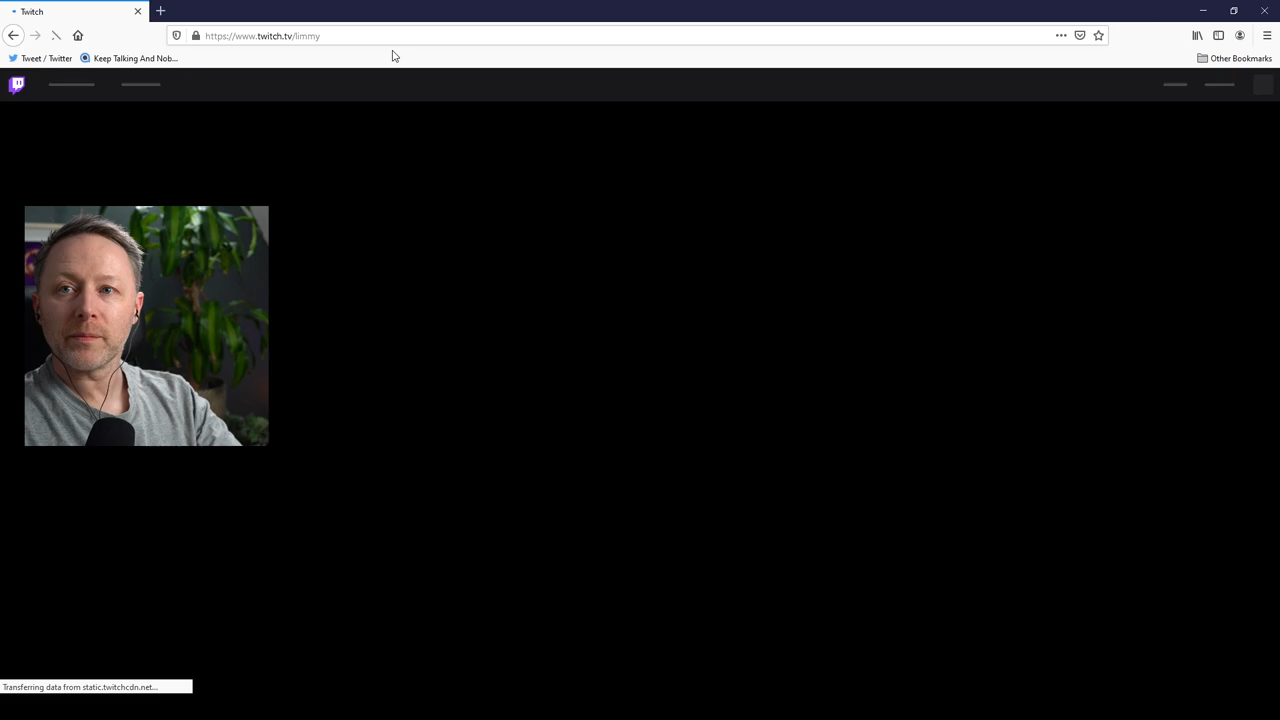 Twitch
https://www.twitch.tv/limmy
Tweet / Twitter
Keep Talking And Nob...
Other Bookmarks
Transferring data from static.twitchcdn.net...